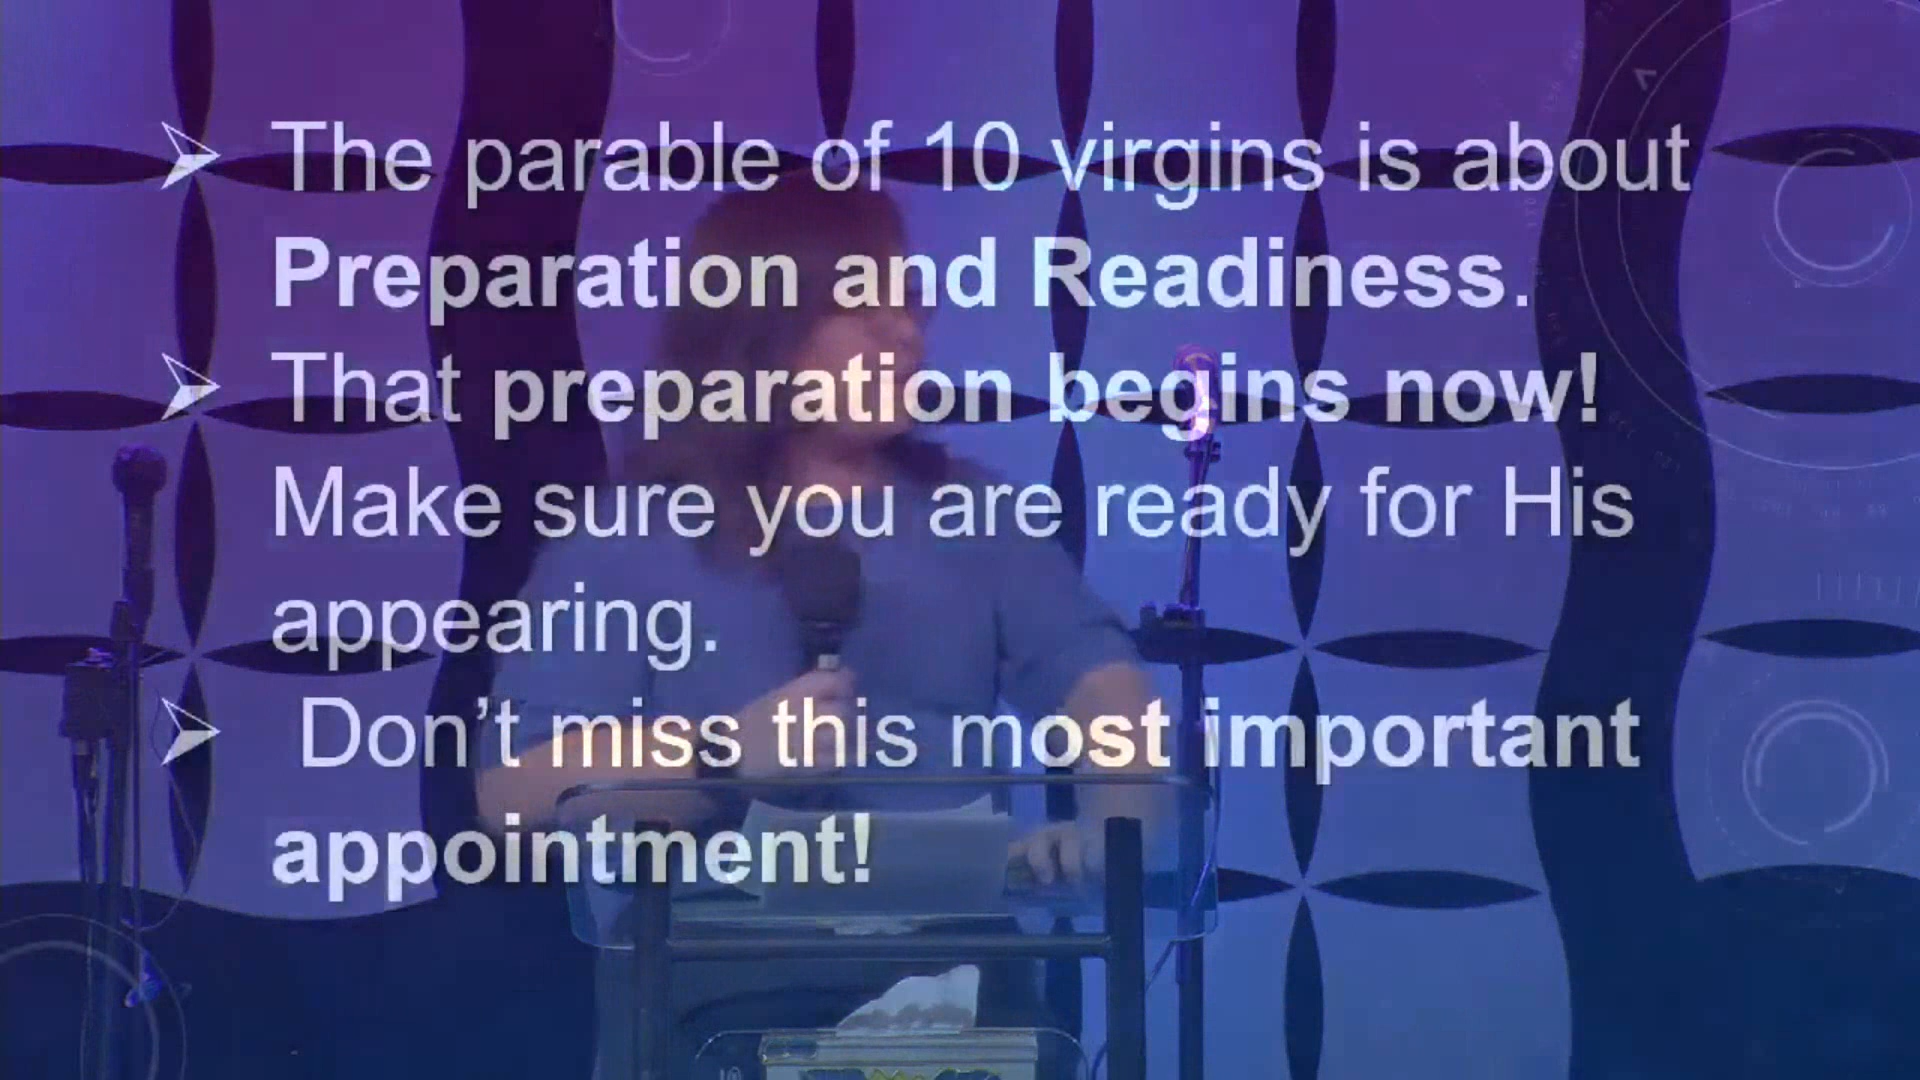 ➢ The parable of 10 virgins is about
Preparation and Readiness.
➢ That preparation begins now!
Make sure you are ready for His
appearing.
➢ Don’t miss this most important
appointment!